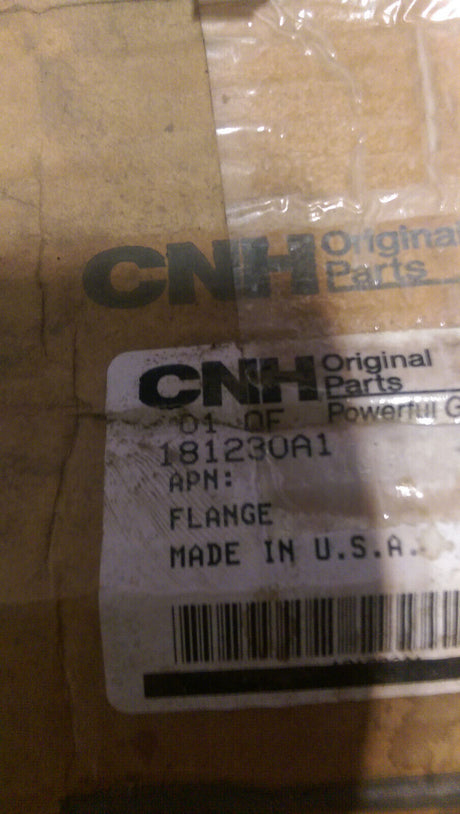 CNH Original
Parts
CNH Original
Parts
Powerful G
01 OF
181230A1
APN:
FLANGE
MADE IN U.S.A.